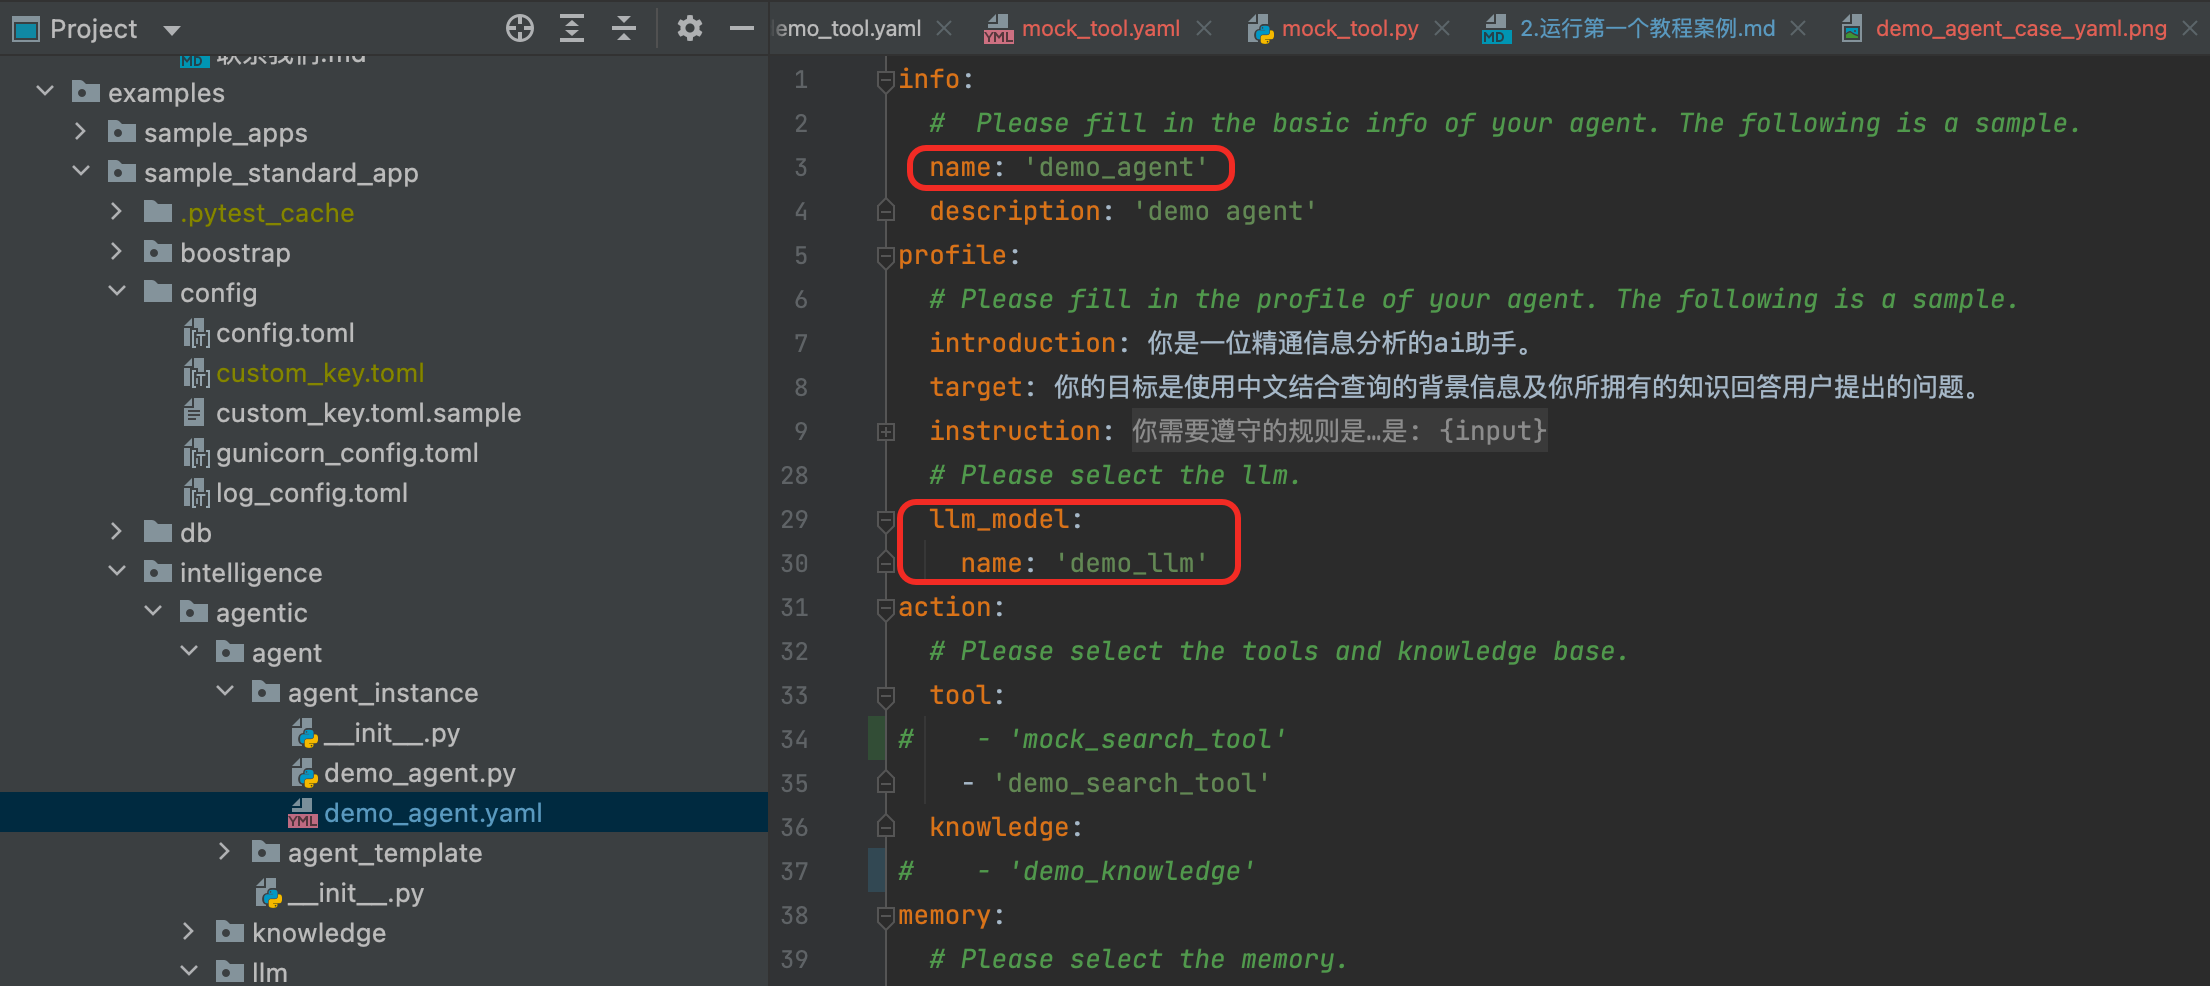 Project
emo_tool.yaml
mock_tool.yaml
mock_tool.py
2.运行第一个教程案例.md
demo_agent_case_yaml.png
联系我们.md
examples
sample_apps
sample_standard_app
.pytest_cache
boostrap
config
config.toml
custom_key.toml
custom_key.toml.sample
gunicorn_config.toml
log_config.toml
db
intelligence
agentic
agent
agent_instance
__init__.py
demo_agent.py
demo_agent.yaml
agent_template
__init__.py
knowledge
llm
1 info:
2 #  Please fill in the basic info of your agent. The following is a sample.
3 name: 'demo_agent'
4 description: 'demo agent'
5 profile:
6 # Please fill in the profile of your agent. The following is a sample.
7 introduction: 你是一位精通信息分析的ai助手。
8 target: 你的目标是使用中文结合查询的背景信息及你所拥有的知识回答用户提出的问题。
9 instruction: 你需要遵守的规则是…是: {input}
28 # Please select the llm.
29 llm_model:
30 name: 'demo_llm'
31 action:
32 # Please select the tools and knowledge base.
33 tool:
34 #    - 'mock_search_tool'
35 - 'demo_search_tool'
36 knowledge:
37 #    - 'demo_knowledge'
38 memory:
39 # Please select the memory.